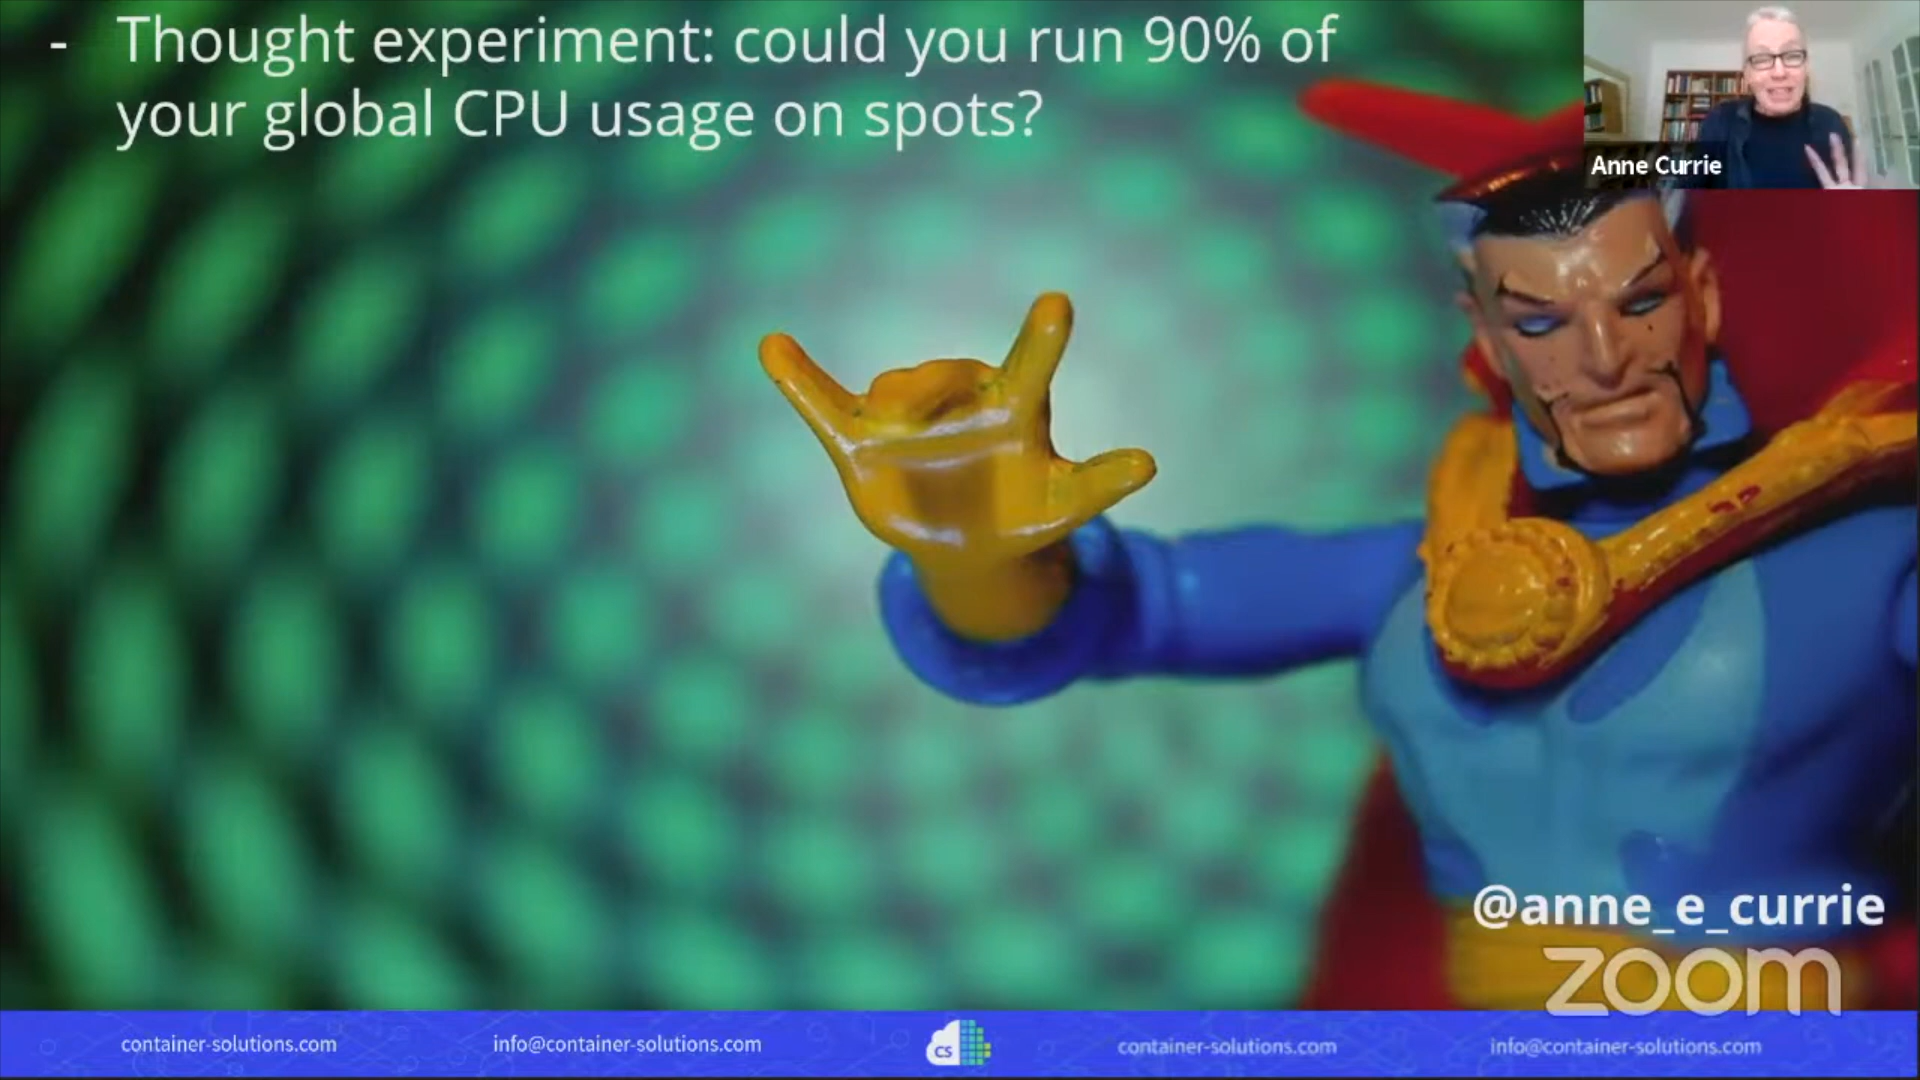 - Thought experiment: could you run 90% of
your global CPU usage on spots?
Anne Currie
@anne_e_currie
zoom
container-solutions.com
info@container-solutions.com
cs
container-solutions.com
info@container-solutions.com